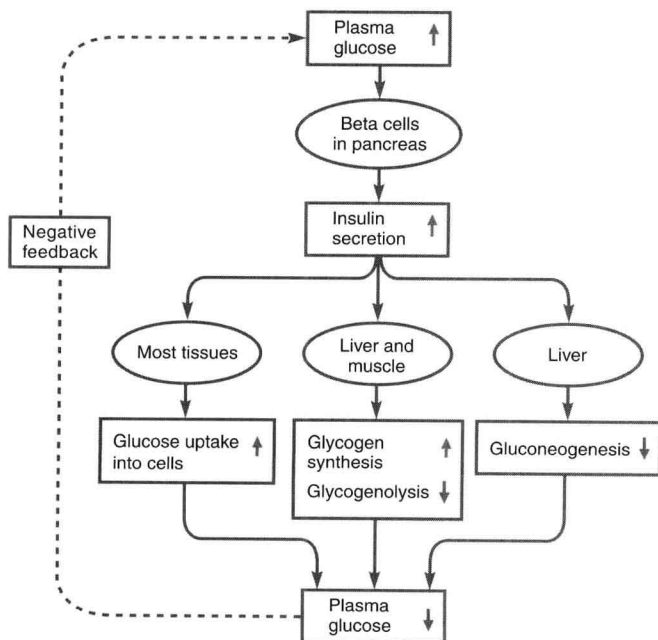 Plasma
glucose ↑
Beta cells
in pancreas
Insulin
secretion ↑
Negative
feedback
Most tissues
Liver and
muscle
Liver
Glucose uptake ↑
into cells
Glycogen ↑
synthesis
Glycogenolysis ↓
Gluconeogenesis ↓
Plasma
glucose ↓